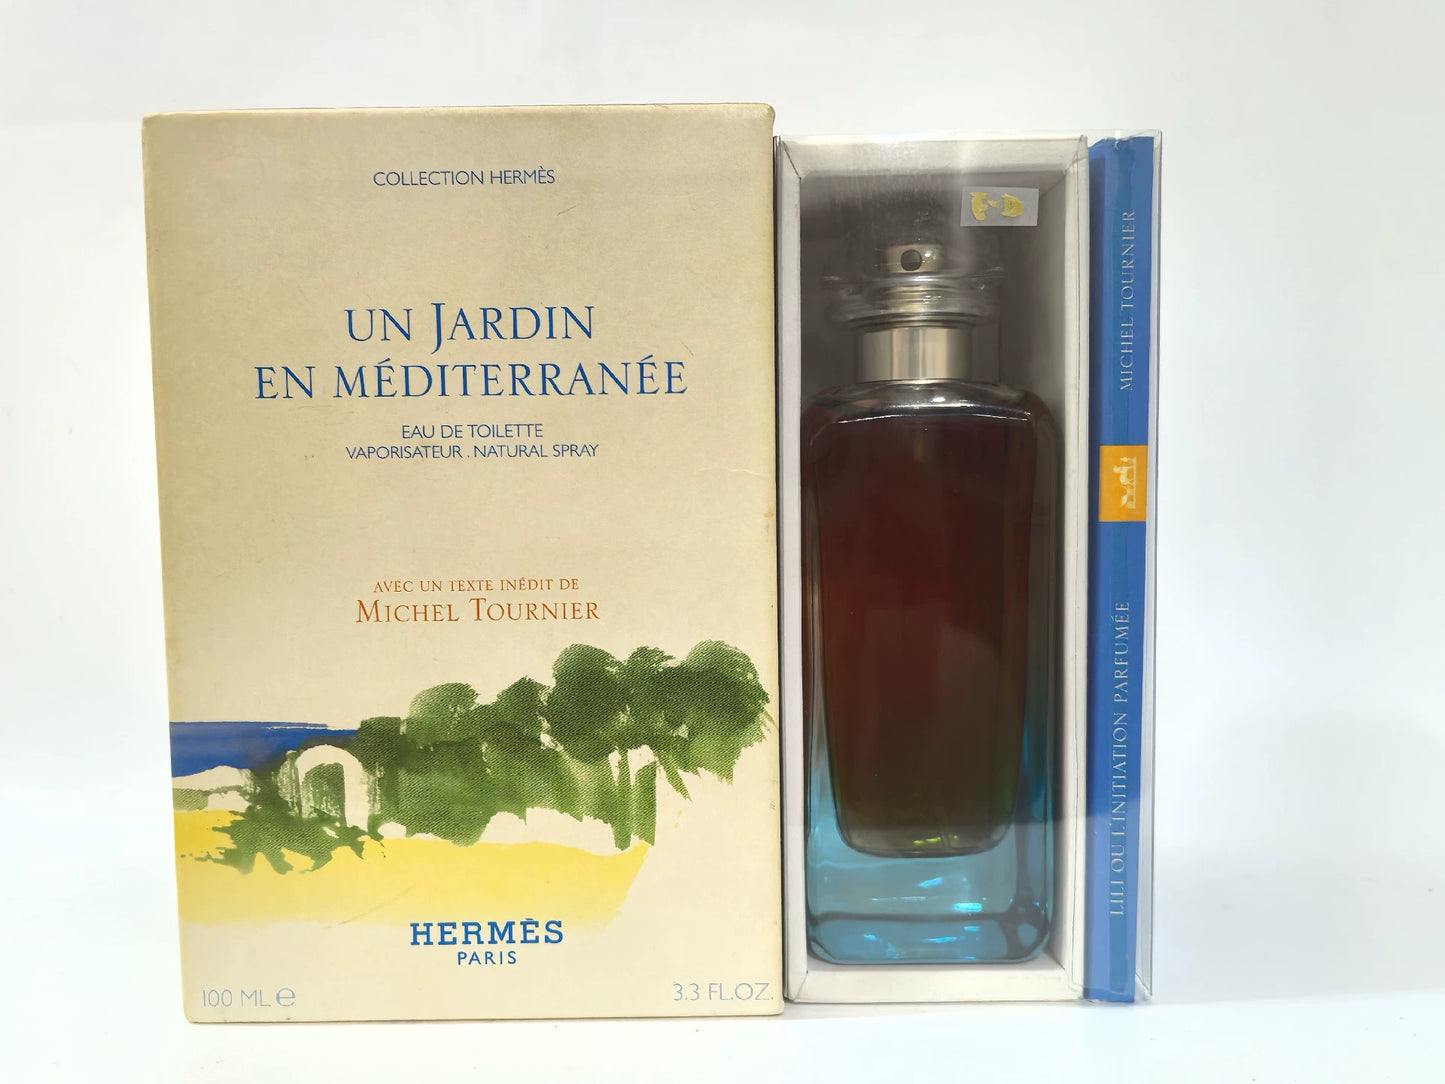 COLLECTION HERMÈS
UN JARDIN
EN MÉDITERRANÉE
EAU DE TOILETTE
VAPORISATEUR . NATURAL SPRAY
AVEC UN TEXTE INÉDIT DE
MICHEL TOURNIER
HERMÈS
PARIS
100 ML e
3.3 FL.OZ.
F-D
MICHEL TOURNIER
LILI OU L'INITIATION PARFUMÉE